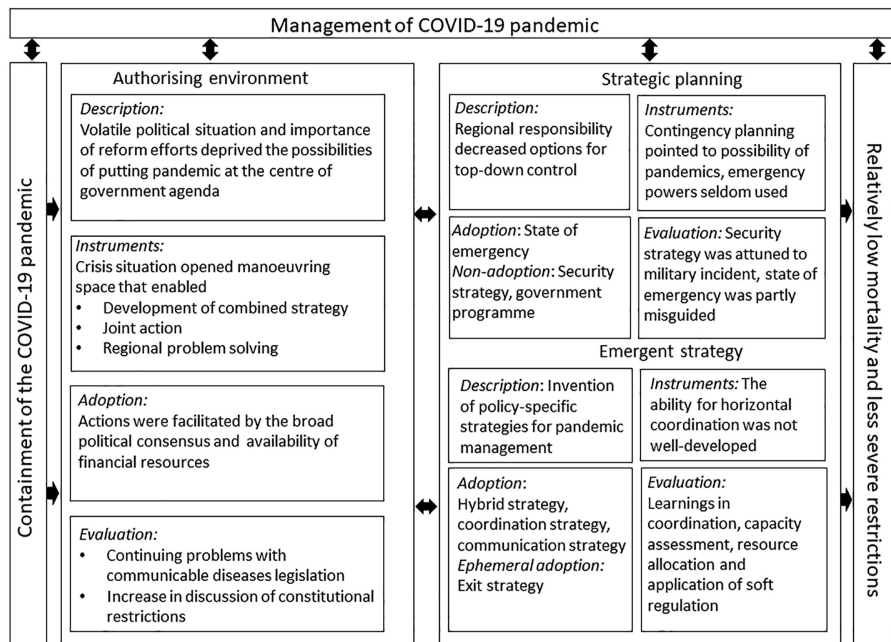 Management of COVID-19 pandemic
Containment of the COVID-19 pandemic
Authorising environment
Description:
Volatile political situation and importance
of reform efforts deprived the possibilities
of putting pandemic at the centre of
government agenda
Instruments:
Crisis situation opened manoeuvring
space that enabled
• Development of combined strategy
• Joint action
• Regional problem solving
Adoption:
Actions were facilitated by the broad
political consensus and availability of
financial resources
Evaluation:
• Continuing problems with
communicable diseases legislation
• Increase in discussion of constitutional
restrictions
Strategic planning
Description:
Regional responsibility
decreased options for
top-down control
Instruments:
Contingency planning
pointed to possibility of
pandemics, emergency
powers seldom used
Adoption: State of
emergency
Non-adoption: Security
strategy, government
programme
Evaluation: Security
strategy was attuned to
military incident, state of
emergency was partly
misguided
Emergent strategy
Description: Invention
of policy-specific
strategies for pandemic
management
Instruments: The
ability for horizontal
coordination was not
well-developed
Adoption:
Hybrid strategy,
coordination strategy,
communication strategy
Ephemeral adoption:
Exit strategy
Evaluation:
Learnings in
coordination, capacity
assessment, resource
allocation and
application of soft
regulation
Relatively low mortality and less severe restrictions